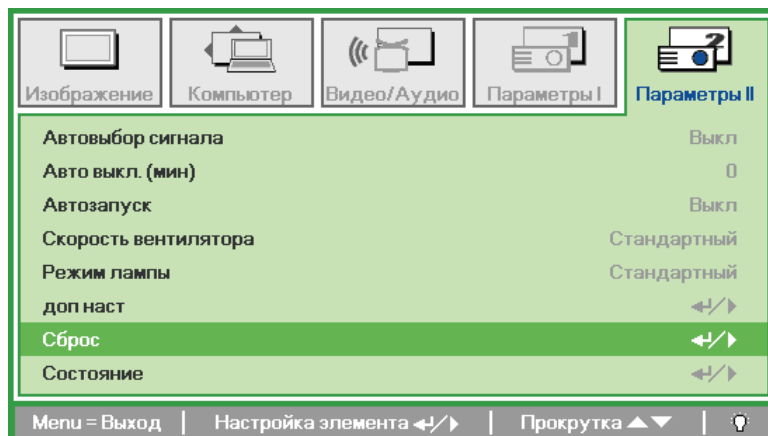 Изображение Компьютер Видео/Аудио Параметры I Параметры II
Автовыбор сигнала Выкл
Авто выкл. (мин) 0
Автозапуск Выкл
Скорость вентилятора Стандартный
Режим лампы Стандартный
доп наст
Сброс
Состояние
Menu = Выход | Настройка элемента | Прокрутка